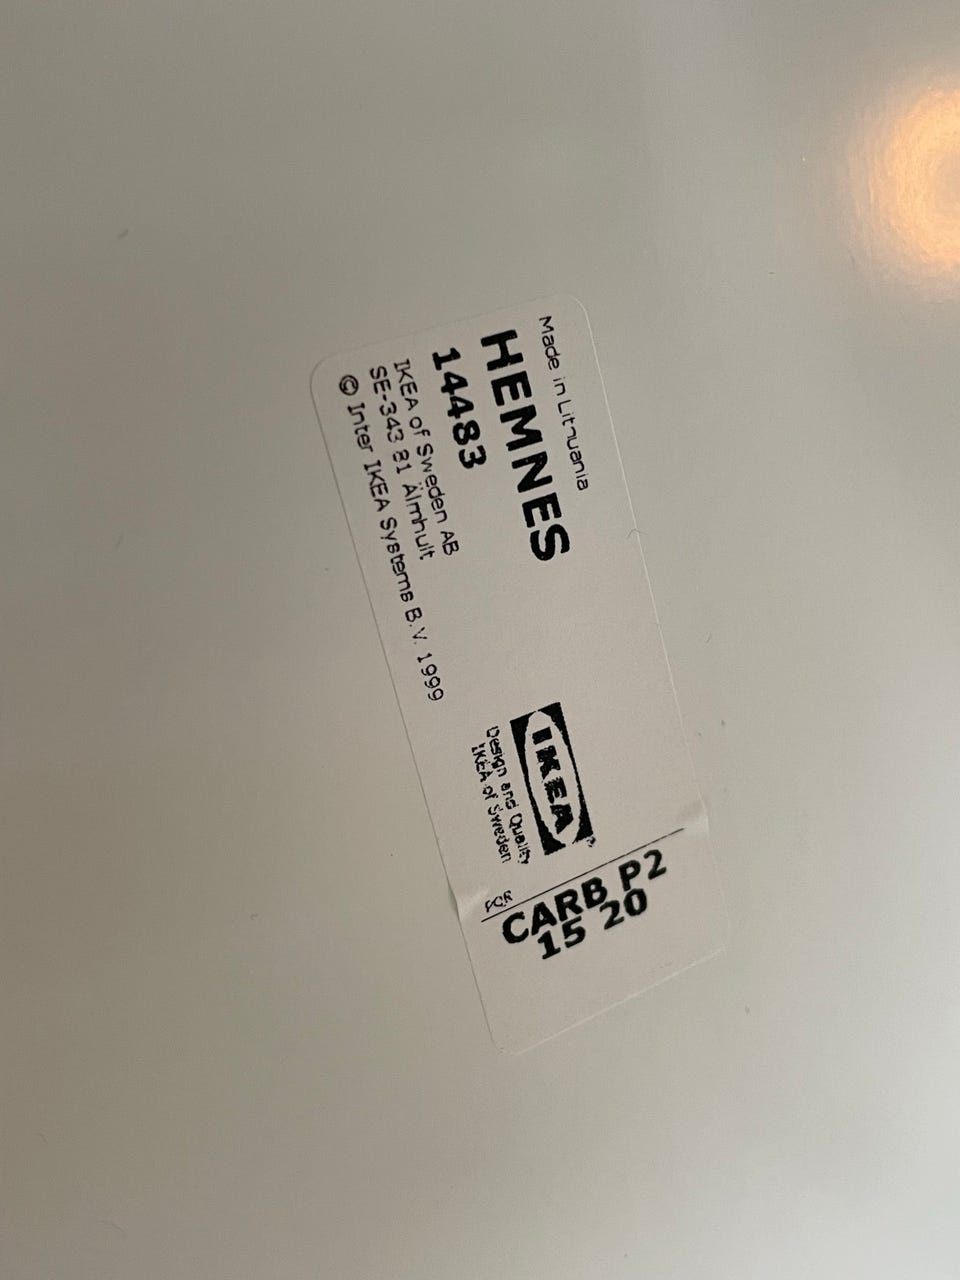 Made in Lithuania
HEMNES
14483
IKEA of Sweden AB
SE-343 81 Älmhult
© Inter IKEA Systems B.V. 1999
IKEA
Design and Quality
IKEA of Sweden
CARB P2
15 20